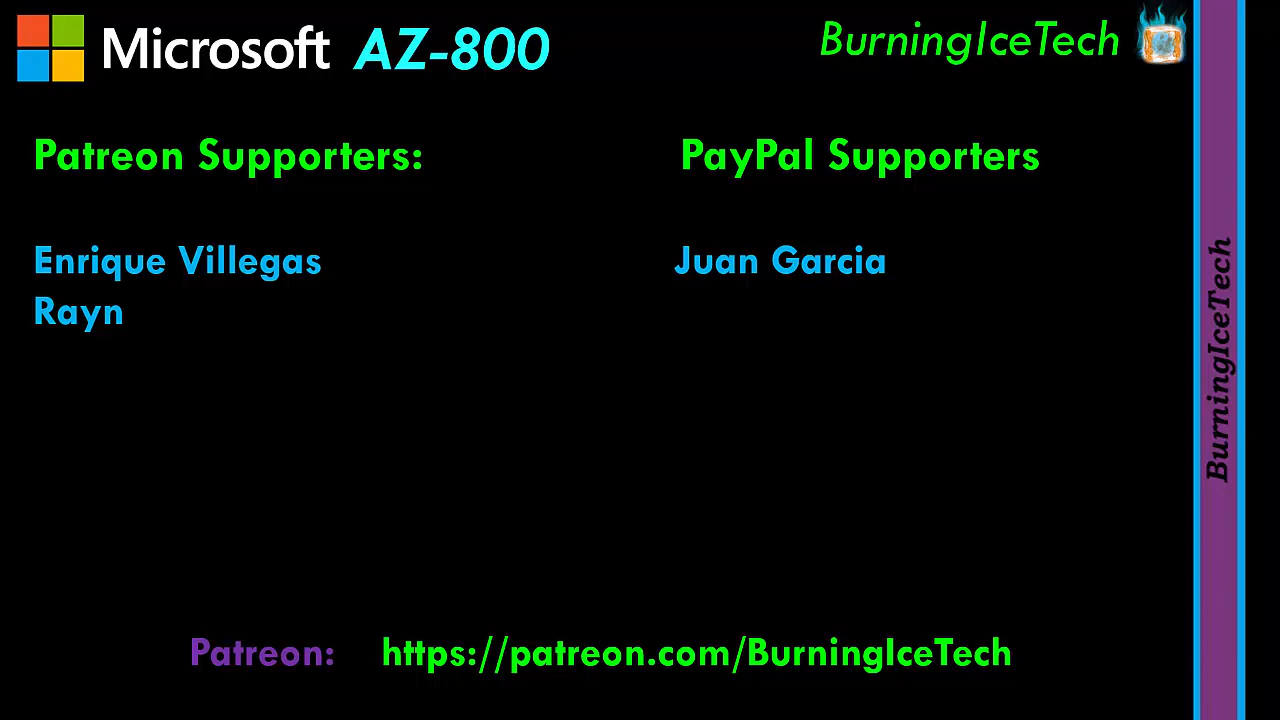 Microsoft AZ-800
BurningIceTech
Patreon Supporters:
PayPal Supporters
Enrique Villegas
Juan Garcia
Rayn
Patreon: https://patreon.com/BurningIceTech
BurningIceTech